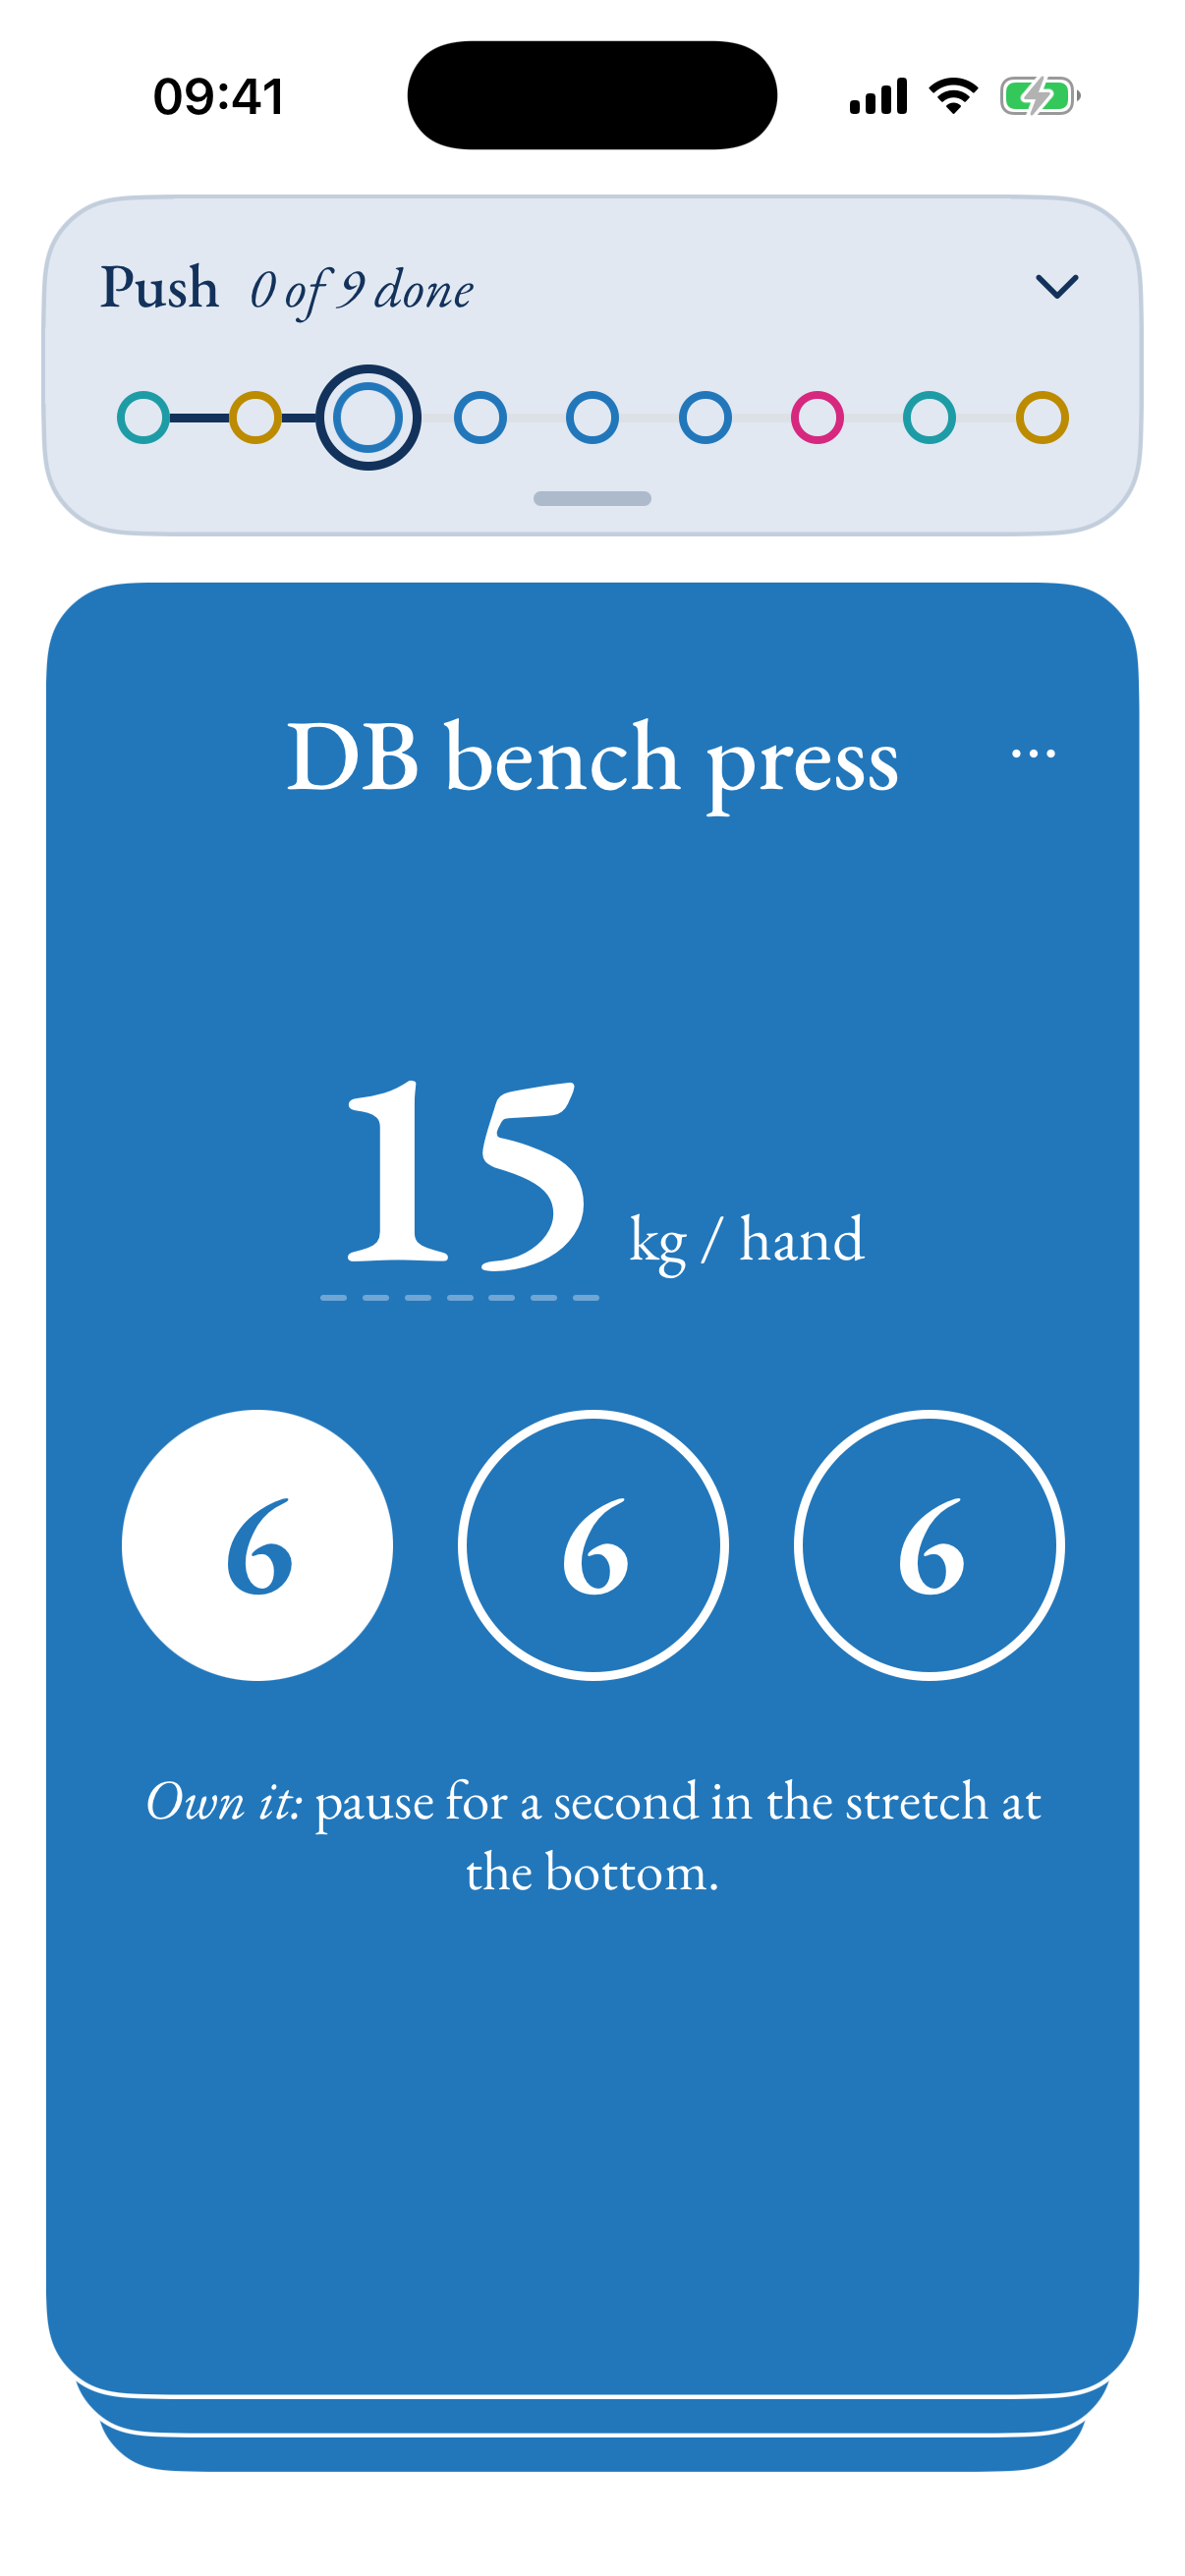 09:41
Push 0 of 9 done
DB bench press ...
15 kg / hand
6 6 6
Own it: pause for a second in the stretch at
the bottom.